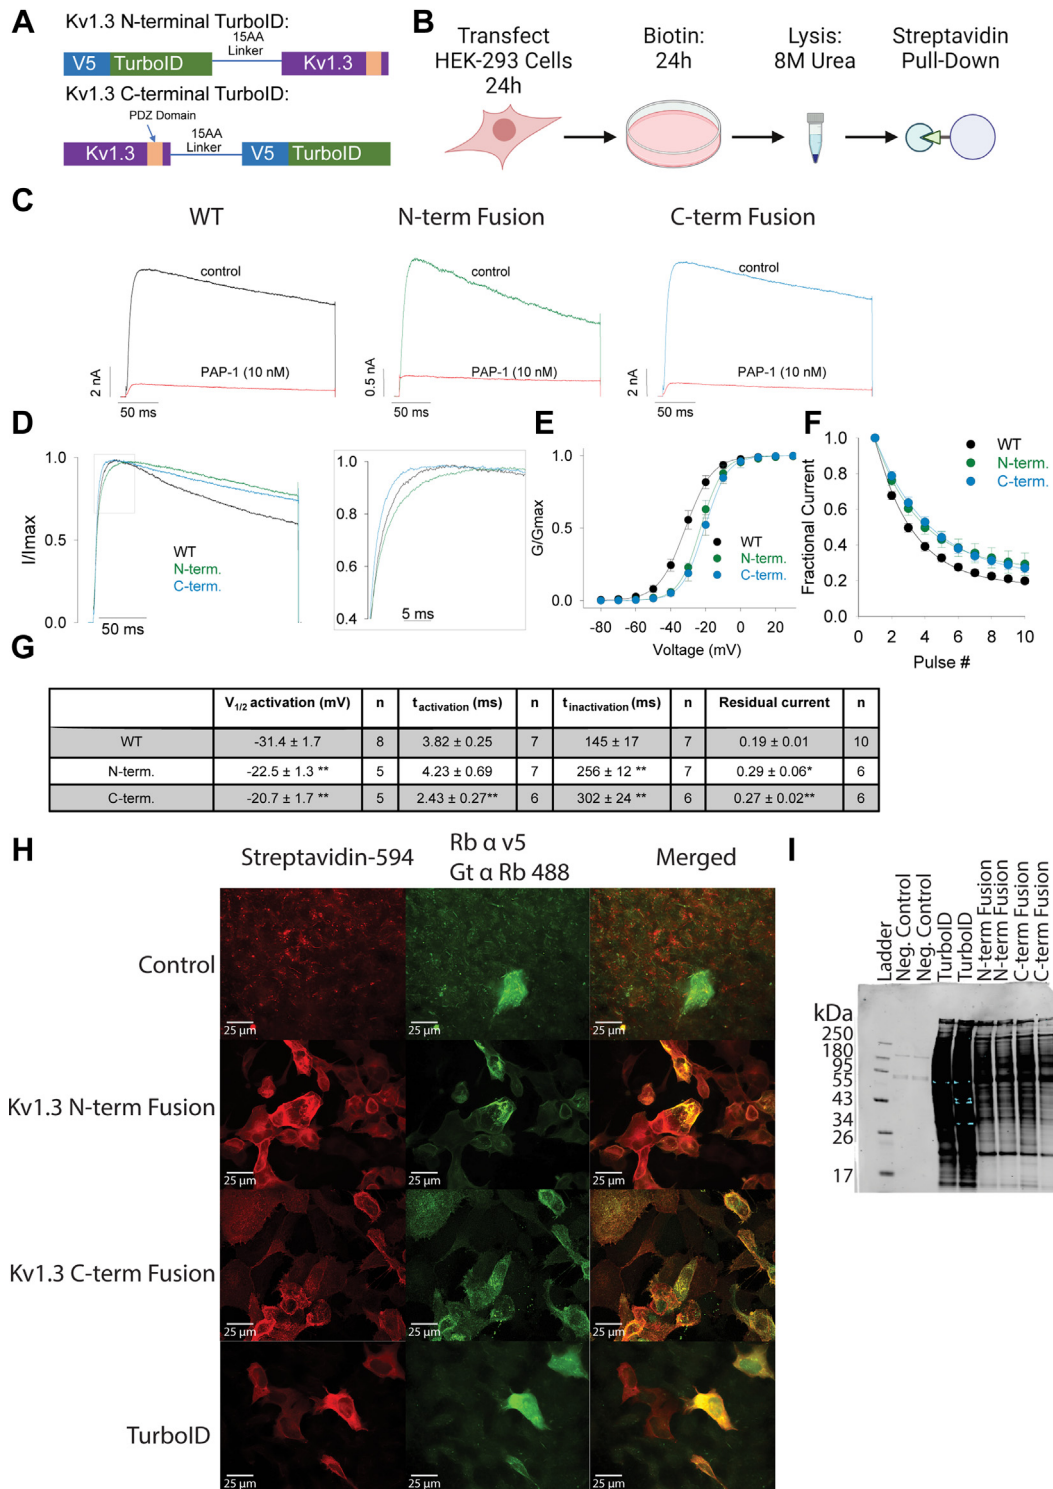 A
Kv1.3 N-terminal TurboID:
15AA
Linker
V5 TurboID Kv1.3
Kv1.3 C-terminal TurboID:
PDZ Domain
15AA
Linker
Kv1.3 V5 TurboID
B
Transfect
HEK-293 Cells
24h
Biotin:
24h
Lysis:
8M Urea
Streptavidin
Pull-Down
C
WT
N-term Fusion
C-term Fusion
control
PAP-1 (10 nM)
2 nA
50 ms
control
PAP-1 (10 nM)
0.5 nA
50 ms
control
PAP-1 (10 nM)
2 nA
50 ms
D
I/Imax
1.0
0.5
0.0
WT
N-term.
C-term.
50 ms
1.0
0.8
0.6
0.4
5 ms
E
G/Gmax
1.0
0.5
0.0
WT
N-term.
C-term.
-80 -60 -40 -20 0 20
Voltage (mV)
F
Fractional Current
1.0
0.8
0.6
0.4
0.2
0.0
WT
N-term.
C-term.
0 2 4 6 8 10
Pulse #
G
V1/2 activation (mV) n tactivation (ms) n tinactivation (ms) n Residual current n
WT -31.4 ± 1.7 8 3.82 ± 0.25 7 145 ± 17 7 0.19 ± 0.01 10
N-term. -22.5 ± 1.3 ** 5 4.23 ± 0.69 7 256 ± 12 ** 7 0.29 ± 0.06* 6
C-term. -20.7 ± 1.7 ** 5 2.43 ± 0.27** 6 302 ± 24 ** 6 0.27 ± 0.02** 6
H
Streptavidin-594
Rb α v5
Gt α Rb 488
Merged
Control
25 µm 25 µm 25 µm
Kv1.3 N-term Fusion
25 µm 25 µm 25 µm
Kv1.3 C-term Fusion
25 µm 25 µm 25 µm
TurboID
25 µm 25 µm 25 µm
I
Ladder
Neg. Control
Neg. Control
TurboID
TurboID
N-term Fusion
N-term Fusion
C-term Fusion
C-term Fusion
kDa
250
180
95
55
43
34
26
17